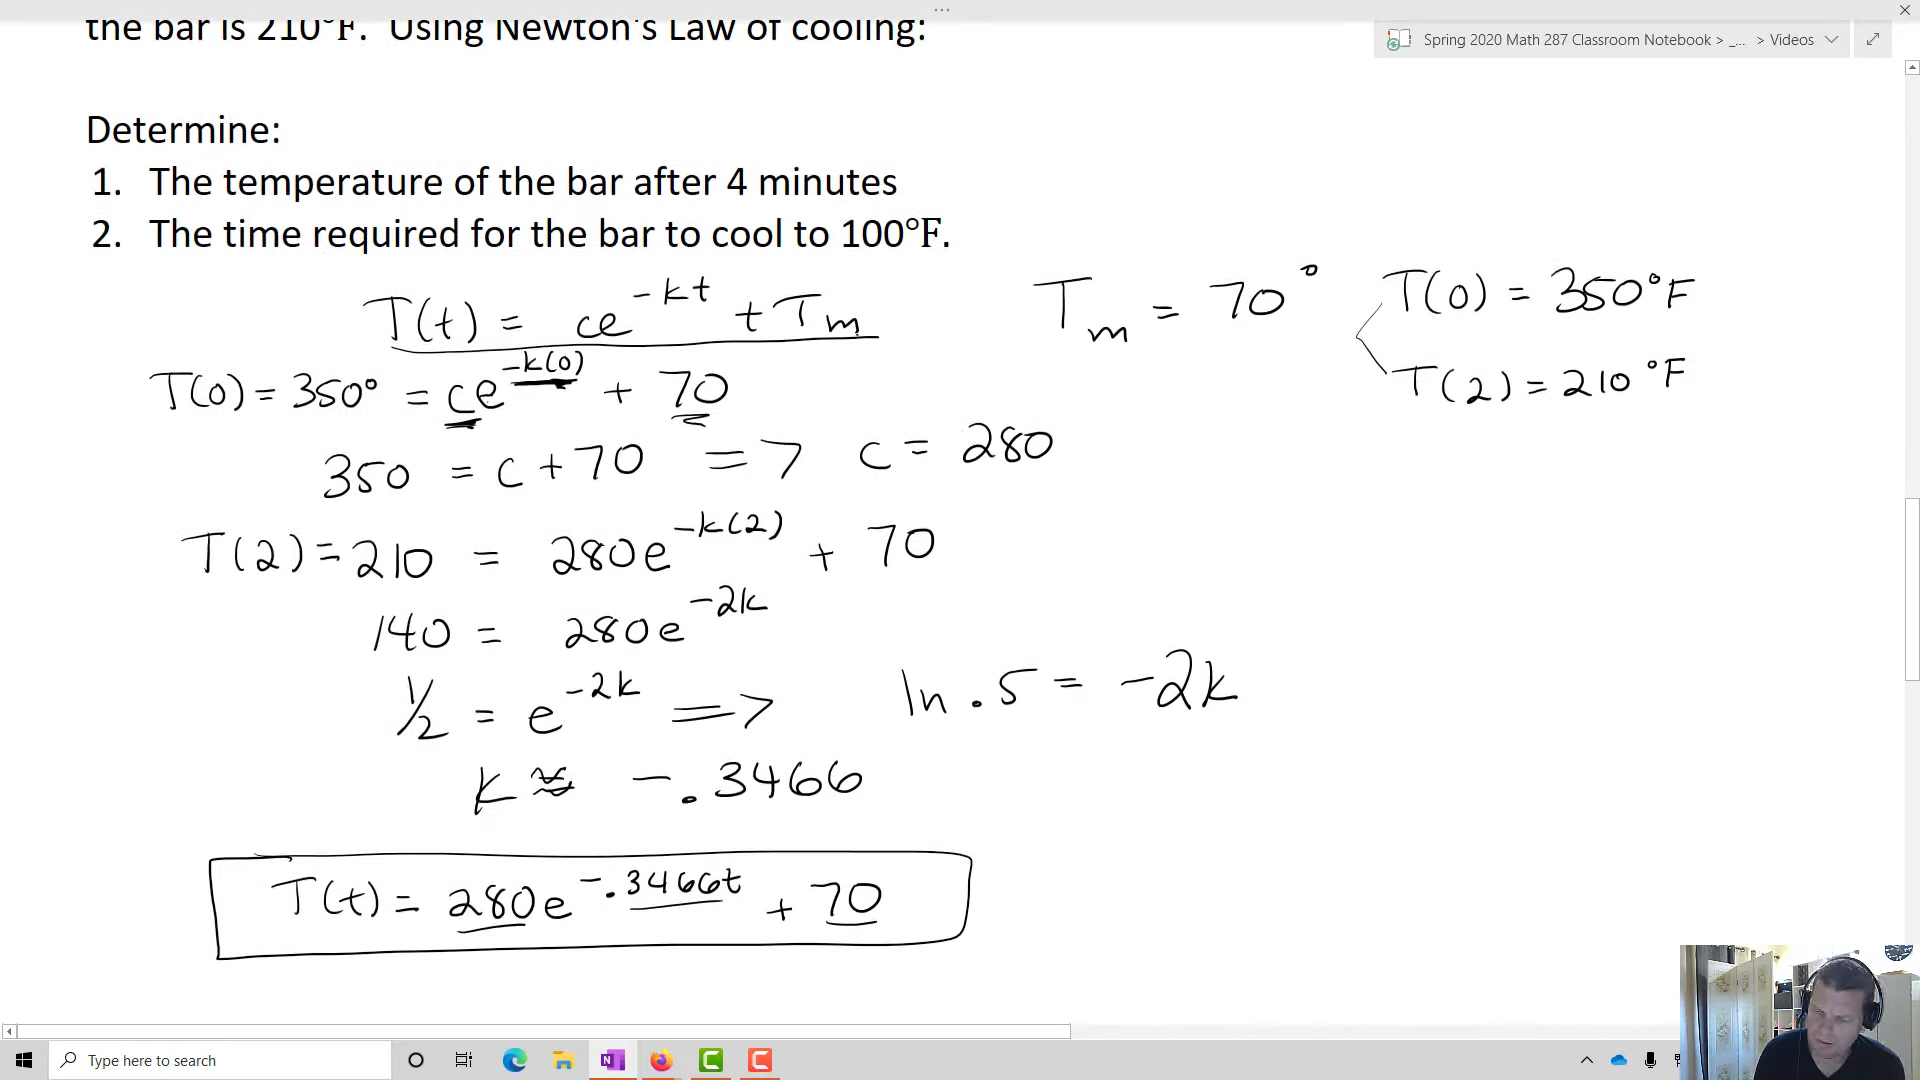 the bar is 210°F. Using Newton's Law of cooling:
Spring 2020 Math 287 Classroom Notebook > _... > Videos
Determine:
1. The temperature of the bar after 4 minutes
2. The time required for the bar to cool to 100°F.
T(t) = ce^{-kt} + T_m
T_m = 70°
T(0) = 350°F
T(2) = 210°F
T(0) = 350° = ce^{-k(0)} + 70
350 = c + 70 => c = 280
T(2) = 210 = 280e^{-k(2)} + 70
140 = 280e^{-2k}
1/2 = e^{-2k} => ln .5 = -2k
k ≈ -.3466
T(t) = 280e^{-.3466t} + 70
Type here to search